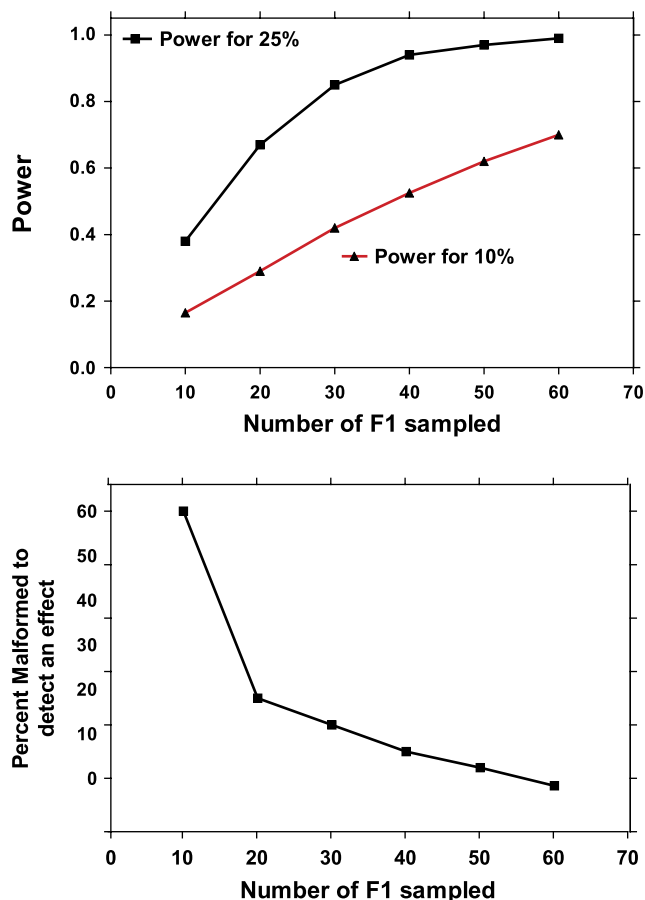 1.0
Power for 25%
0.8
0.6
Power
0.4
Power for 10%
0.2
0.0
0 10 20 30 40 50 60 70
Number of F1 sampled
60
50
40
30
20
10
0
Percent Malformed to
detect an effect
0 10 20 30 40 50 60 70
Number of F1 sampled